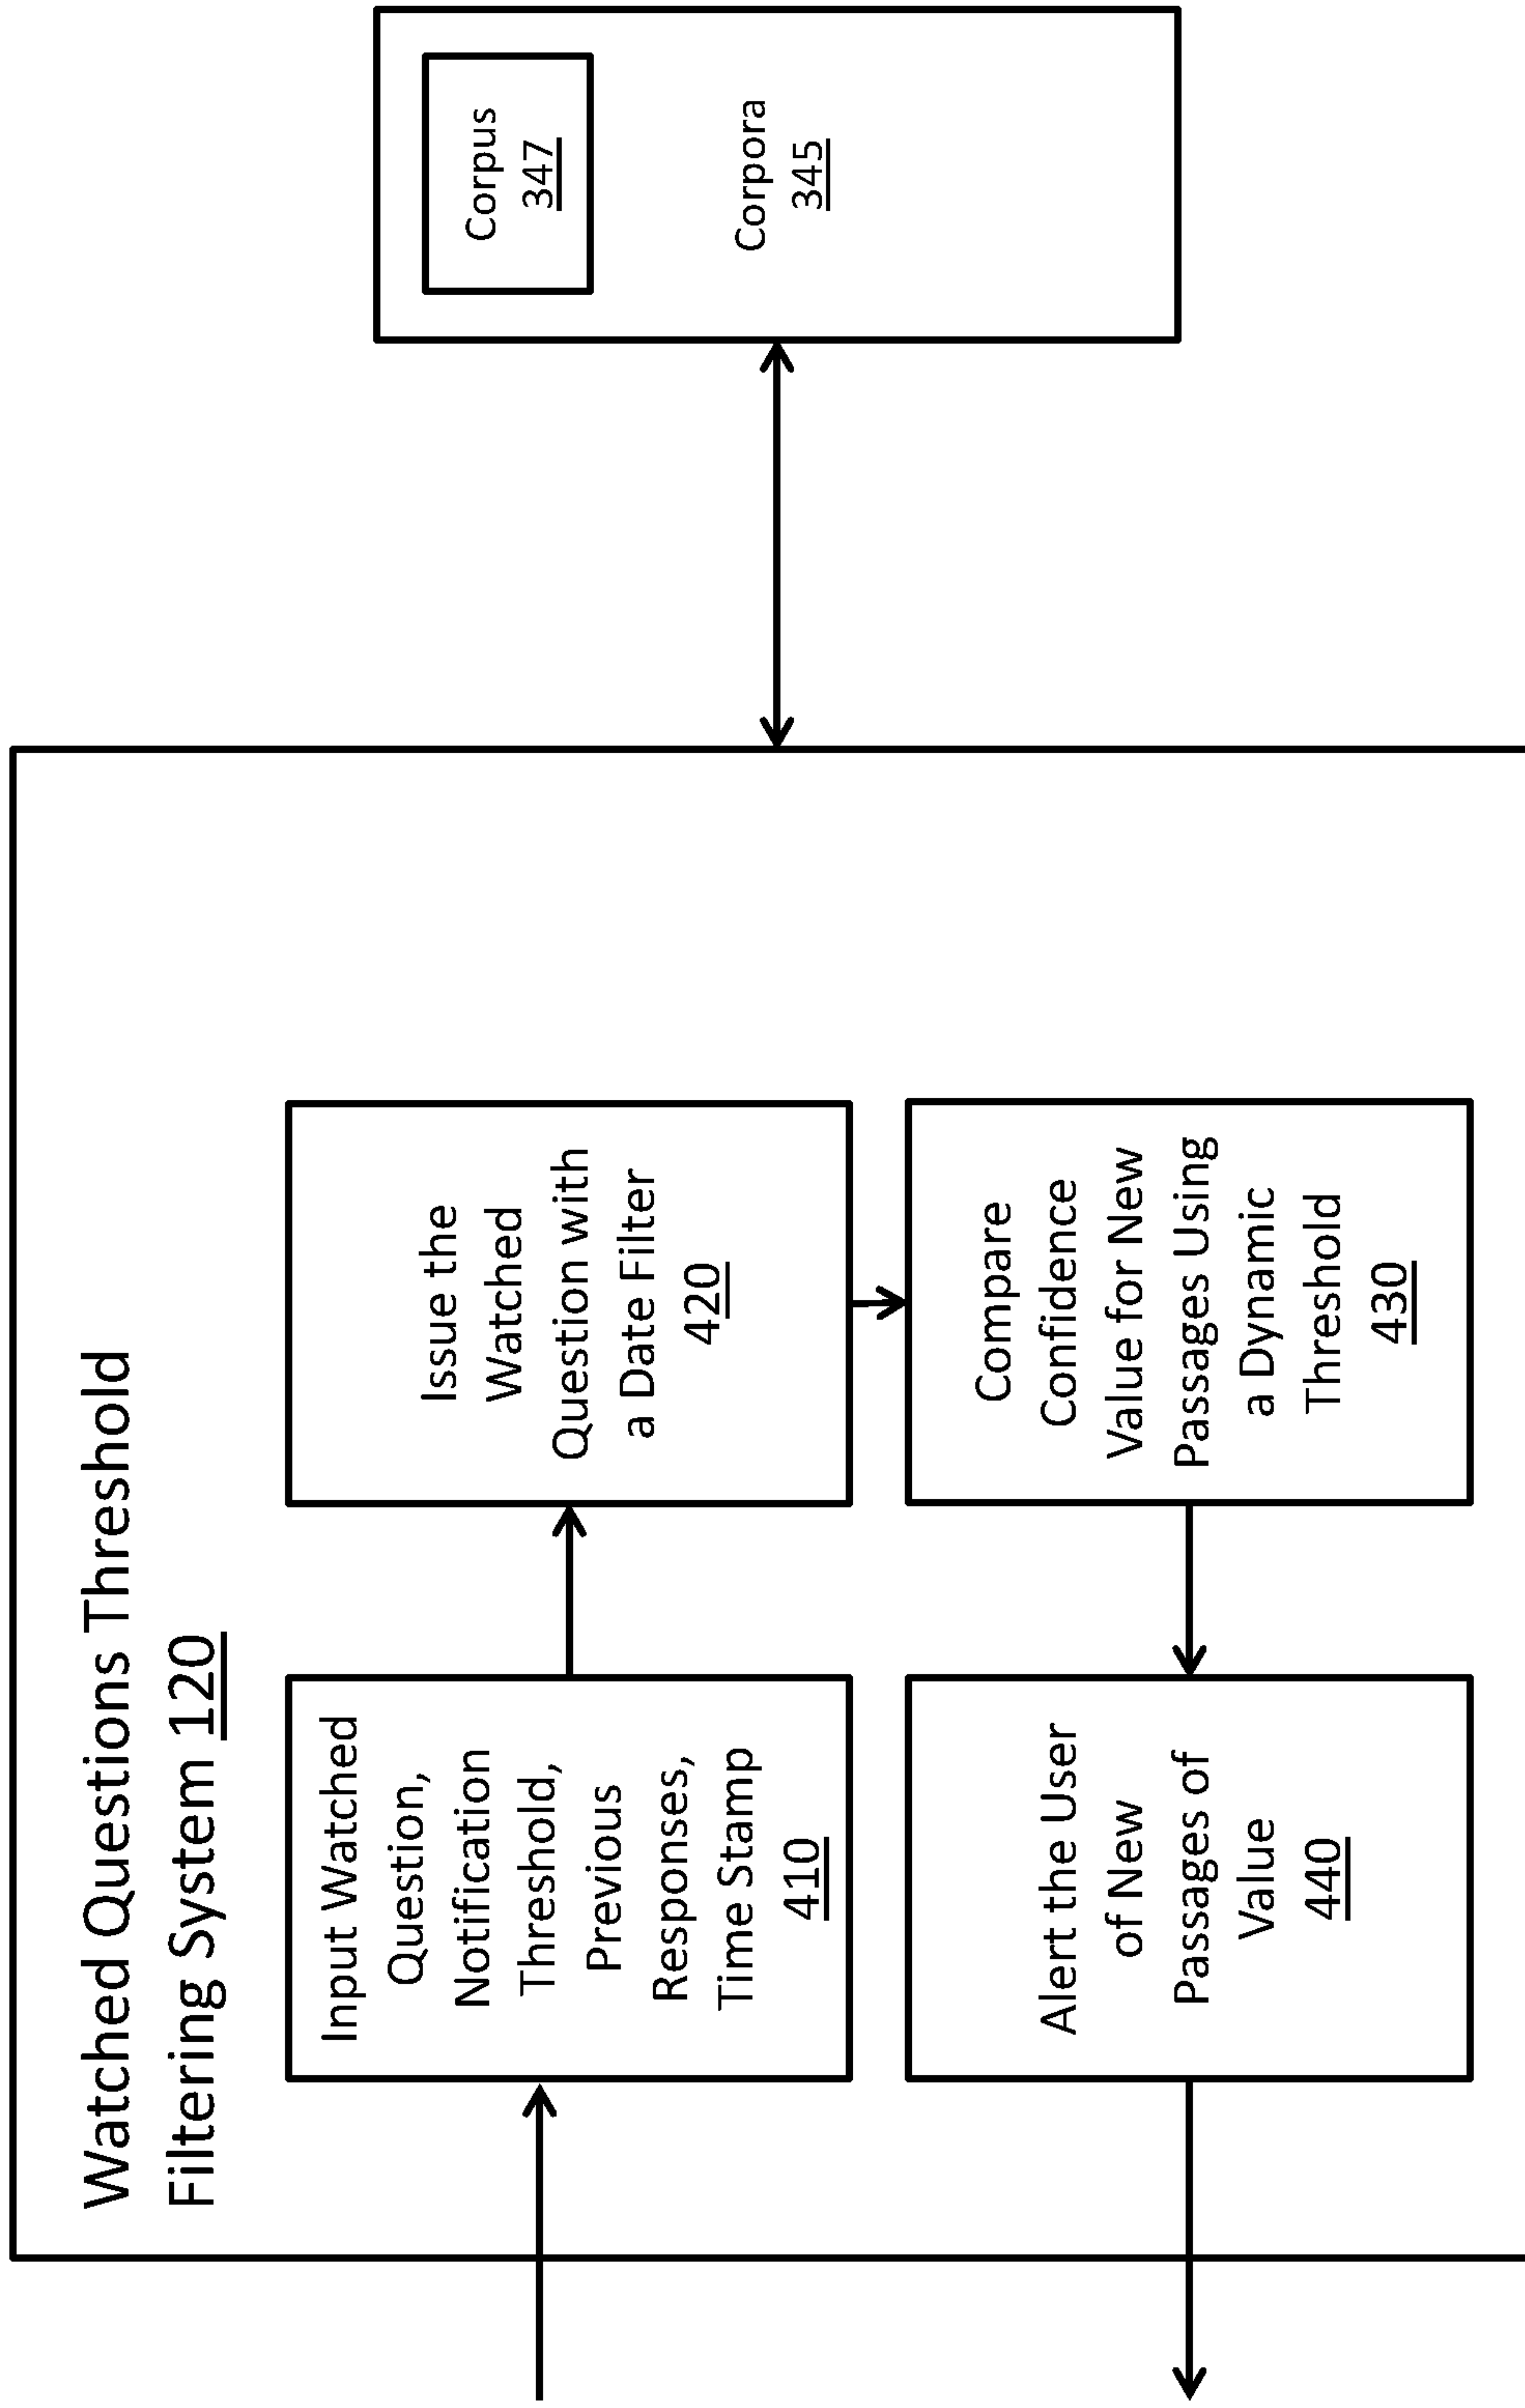 Watched Questions Threshold
Filtering System 120
Input Watched
Question,
Notification
Threshold,
Previous
Responses,
Time Stamp
410
Issue the
Watched
Question with
a Date Filter
420
Compare
Confidence
Value for New
Passages Using
a Dynamic
Threshold
430
Alert the User
of New
Passages of
Value
440
Corpus
347
Corpora
345